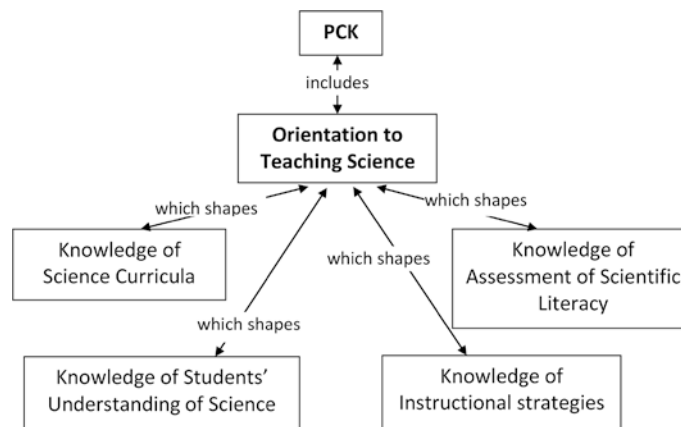 PCK
includes
Orientation to
Teaching Science
which shapes
which shapes
Knowledge of
Science Curricula
which shapes
Knowledge of
Assessment of Scientific
Literacy
which shapes
Knowledge of Students’
Understanding of Science
Knowledge of
Instructional strategies